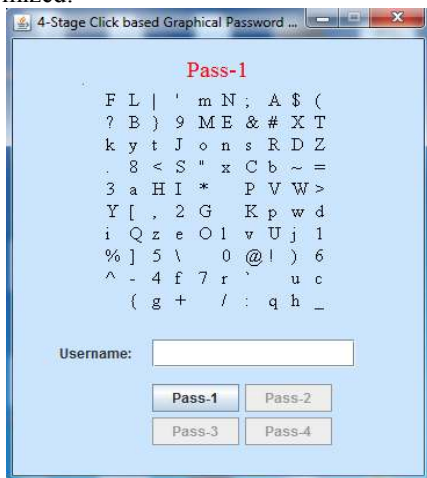 mized.
4-Stage Click based Graphical Password ...
Pass-1
F L | ' m N ; A $ (
? B } 9 M E & # X T
k y t J o n s R D Z
. 8 < S " x C b ~ =
3 a H I * P V W >
Y [ , 2 G K p w d
i Q z e O l v U j 1
% ] 5 \ 0 @ ! ) 6
^ - 4 f 7 r ` u c
{ g + / : q h _
Username:
Pass-1 Pass-2
Pass-3 Pass-4